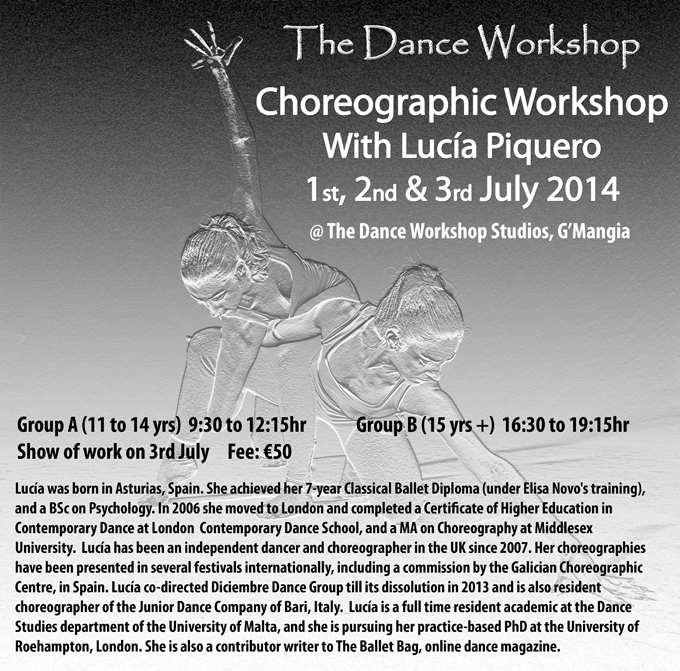 The Dance Workshop
Choreographic Workshop
With Lucía Piquero
1st, 2nd & 3rd July 2014
@ The Dance Workshop Studios, G'Mangia
Group A (11 to 14 yrs) 9:30 to 12:15hr Group B (15 yrs +) 16:30 to 19:15hr
Show of work on 3rd July Fee: €50
Lucía was born in Asturias, Spain. She achieved her 7-year Classical Ballet Diploma (under Elisa Novo's training),
and a BSc on Psychology. In 2006 she moved to London and completed a Certificate of Higher Education in
Contemporary Dance at London Contemporary Dance School, and a MA on Choreography at Middlesex
University. Lucía has been an independent dancer and choreographer in the UK since 2007. Her choreographies
have been presented in several festivals internationally, including a commission by the Galician Choreographic
Centre, in Spain. Lucía co-directed Diciembre Dance Group till its dissolution in 2013 and is also resident
choreographer of the Junior Dance Company of Bari, Italy. Lucía is a full time resident academic at the Dance
Studies department of the University of Malta, and she is pursuing her practice-based PhD at the University of
Roehampton, London. She is also a contributor writer to The Ballet Bag, online dance magazine.